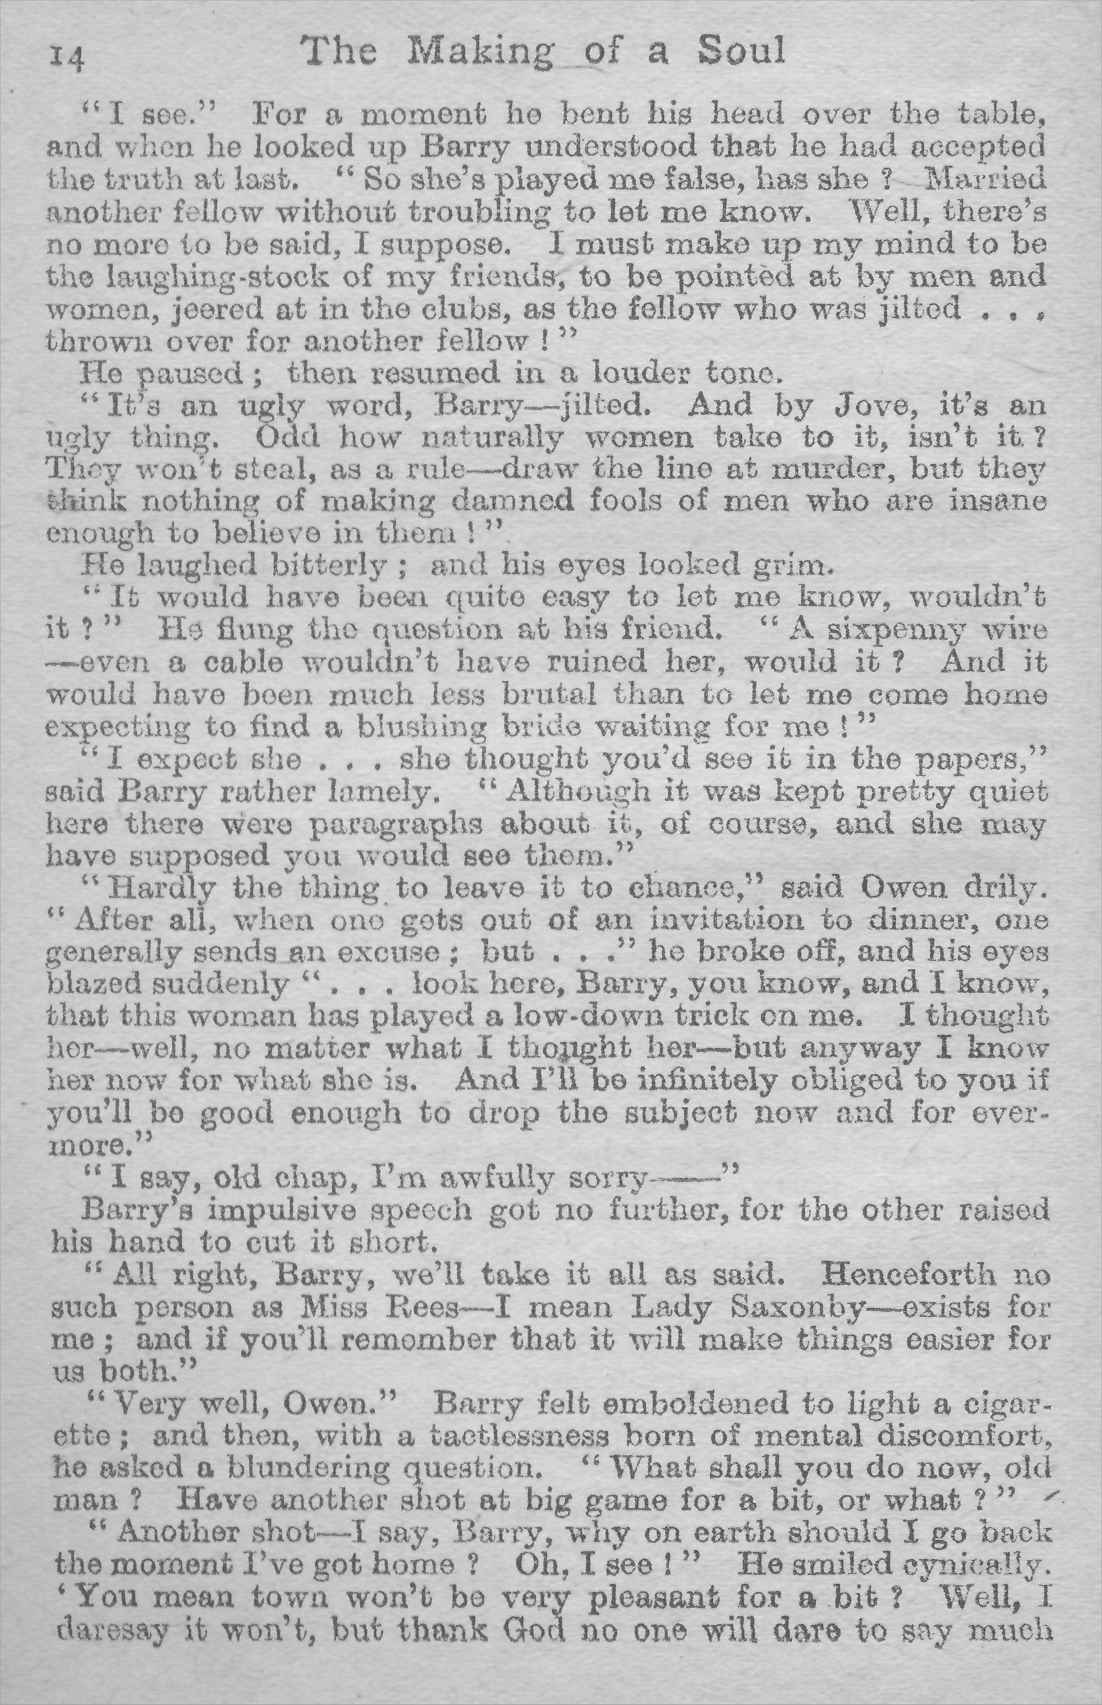 14 The Making of a Soul
“I see.” For a moment he bent his head over the table,
and when he looked up Barry understood that he had accepted
the truth at last. “So she’s played me false, has she? Married
another fellow without troubling to let me know. Well, there’s
no more to be said, I suppose. I must make up my mind to be
the laughing-stock of my friends, to be pointed at by men and
women, jeered at in the clubs, as the fellow who was jilted . . .
thrown over for another fellow!”
He paused; then resumed in a louder tone.
“It’s an ugly word, Barry—jilted. And by Jove, it’s an
ugly thing. Odd how naturally women take to it, isn’t it?
They won’t steal, as a rule—draw the line at murder, but they
think nothing of making damned fools of men who are insane
enough to believe in them!”
He laughed bitterly; and his eyes looked grim.
“It would have been quite easy to let me know, wouldn’t
it?” He flung the question at his friend. “A sixpenny wire
—even a cable wouldn’t have ruined her, would it? And it
would have been much less brutal than to let me come home
expecting to find a blushing bride waiting for me!”
“I expect she . . . she thought you’d see it in the papers,”
said Barry rather lamely. “Although it was kept pretty quiet
here there were paragraphs about it, of course, and she may
have supposed you would see them.”
“Hardly the thing to leave it to chance,” said Owen drily.
“After all, when one gets out of an invitation to dinner, one
generally sends an excuse; but . . .” he broke off, and his eyes
blazed suddenly “. . . look here, Barry, you know, and I know,
that this woman has played a low-down trick on me. I thought
her—well, no matter what I thought her—but anyway I know
her now for what she is. And I’ll be infinitely obliged to you if
you’ll be good enough to drop the subject now and for ever-
more.”
“I say, old chap, I’m awfully sorry——”
Barry’s impulsive speech got no further, for the other raised
his hand to cut it short.
“All right, Barry, we’ll take it all as said. Henceforth no
such person as Miss Rees—I mean Lady Saxonby—exists for
me; and if you’ll remember that it will make things easier for
us both.”
“Very well, Owen.” Barry felt emboldened to light a cigar-
ette; and then, with a tactlessness born of mental discomfort,
he asked a blundering question. “What shall you do now, old
man? Have another shot at big game for a bit, or what?”
“Another shot—I say, Barry, why on earth should I go back
the moment I’ve got home? Oh, I see!” He smiled cynically.
‘You mean town won’t be very pleasant for a bit? Well, I
daresay it won’t, but thank God no one will dare to say much